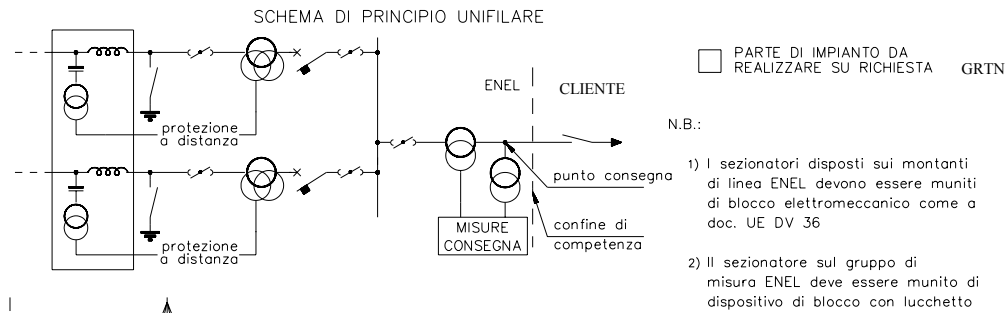 SCHEMA DI PRINCIPIO UNIFILARE
protezione
a distanza
protezione
a distanza
ENEL
CLIENTE
punto consegna
MISURE
CONSEGNA
confine di
competenza
PARTE DI IMPIANTO DA
REALIZZARE SU RICHIESTA GRTN
N.B.:
1) I sezionatori disposti sui montanti
di linea ENEL devono essere muniti
di blocco elettromeccanico come a
doc. UE DV 36
2) Il sezionatore sul gruppo di
misura ENEL deve essere munito di
dispositivo di blocco con lucchetto